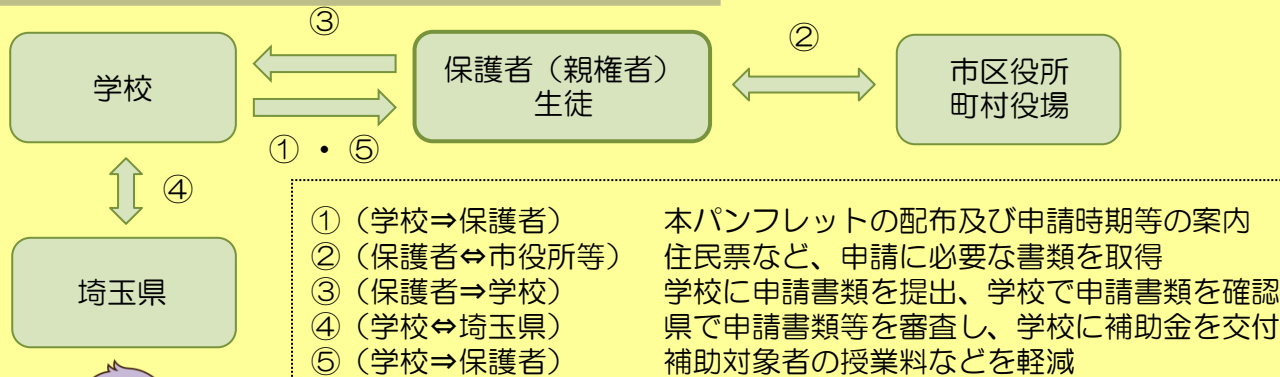 ③
②
学校
保護者（親権者）
生徒
市区役所
町村役場
① ・ ⑤
④
埼玉県
①（学校⇒保護者）　本パンフレットの配布及び申請時期等の案内
②（保護者⇔市役所等）　住民票など、申請に必要な書類を取得
③（保護者⇒学校）　学校に申請書類を提出、学校で申請書類を確認
④（学校⇔埼玉県）　県で申請書類等を審査し、学校に補助金を交付
⑤（学校⇒保護者）　補助対象者の授業料などを軽減